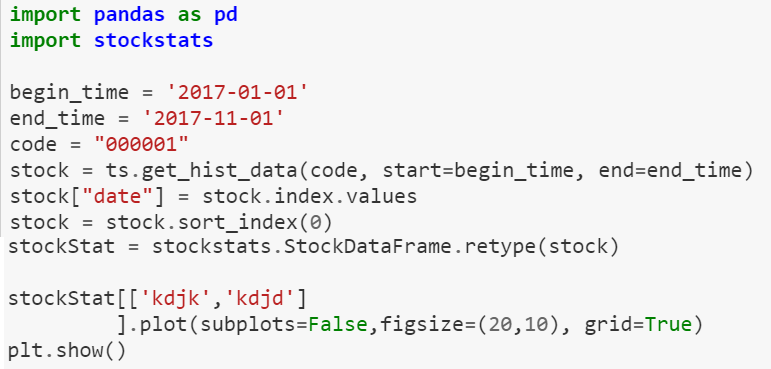 import pandas as pd
import stockstats
begin_time = '2017-01-01'
end_time = '2017-11-01'
code = "000001"
stock = ts.get_hist_data(code, start=begin_time, end=end_time)
stock["date"] = stock.index.values
stock = stock.sort_index(0)
stockStat = stockstats.StockDataFrame.retype(stock)
stockStat[['kdjk','kdjd']
].plot(subplots=False,figsize=(20,10), grid=True)
plt.show()